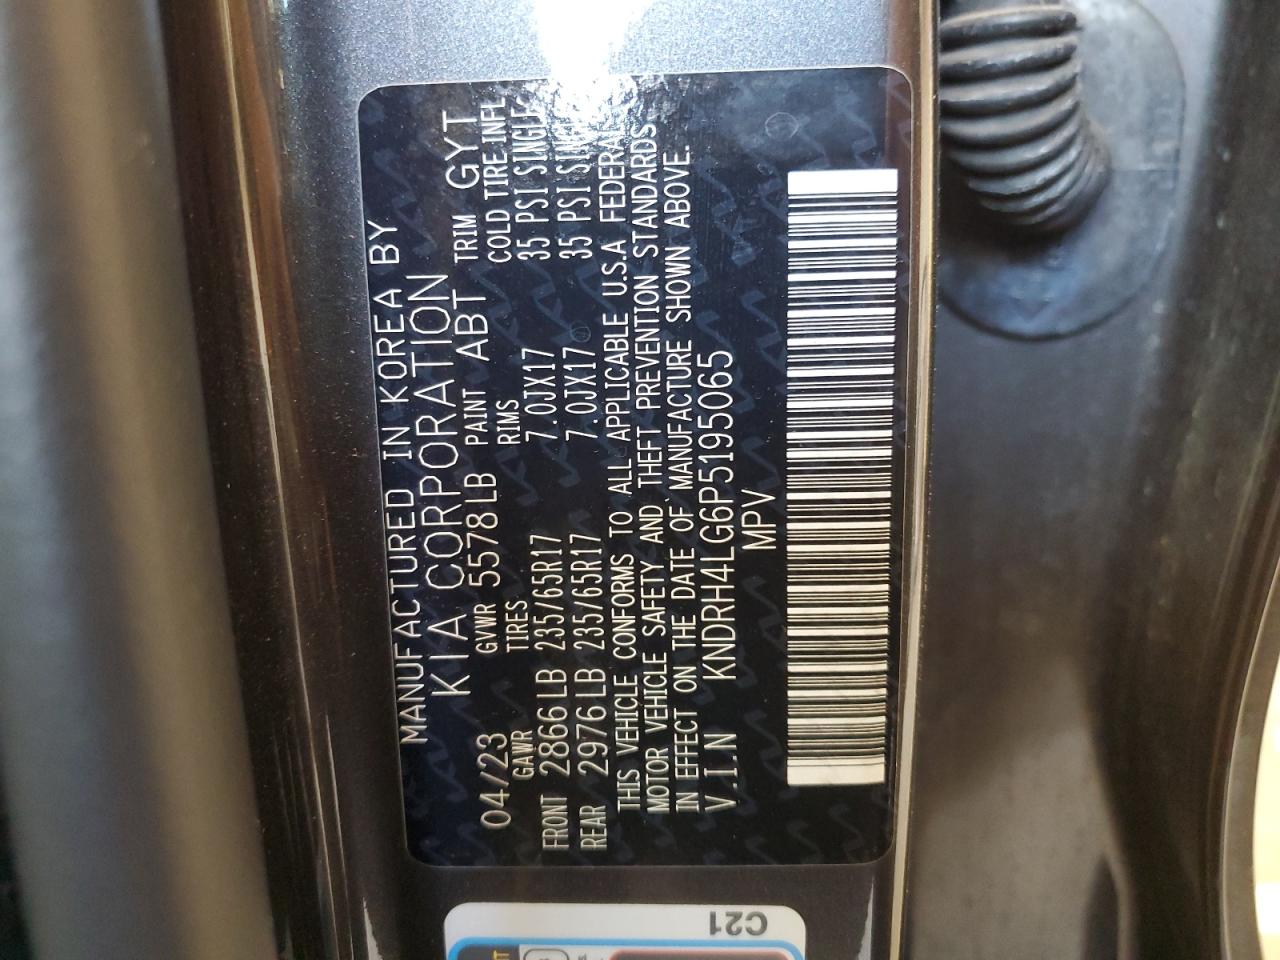 MANUFACTURED IN KOREA BY
KIA CORPORATION
04/23 GVWR 5578LB PAINT ABT TRIM GYT
GAWR TIRES RIMS COLD TIRE INFL
FRONT 2866LB 235/65R17 7.0JX17 35 PSI SINGLE
REAR 2976LB 235/65R17 7.0JX17 35 PSI
THIS VEHICLE CONFORMS TO ALL APPLICABLE U.S.A FEDERAL
MOTOR VEHICLE SAFETY AND THEFT PREVENTION STANDARDS
IN EFFECT ON THE DATE OF MANUFACTURE SHOWN ABOVE.
V.I.N KNDRH4LG6P5195065
MPV
C21